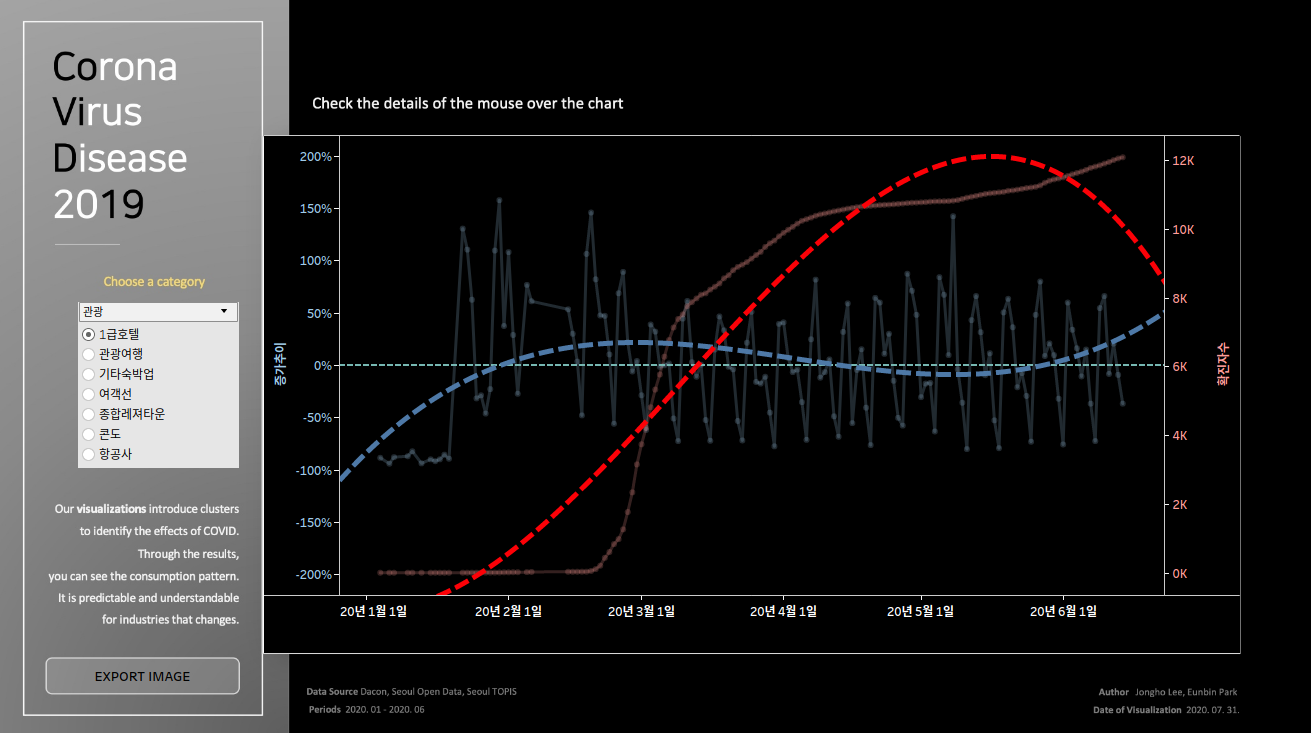 Corona
Virus
Disease
2019
Choose a category
관광
1급호텔
관광여행
기타숙박업
여객선
종합레져타운
콘도
항공사
Our visualizations introduce clusters
to identify the effects of COVID.
Through the results,
you can see the consumption pattern.
It is predictable and understandable
for industries that changes.
EXPORT IMAGE
Check the details of the mouse over the chart
200%
150%
100%
50%
0%
-50%
-100%
-150%
-200%
증가추이
12K
10K
8K
6K
4K
2K
0K
확진자수
20년 1월 1일
20년 2월 1일
20년 3월 1일
20년 4월 1일
20년 5월 1일
20년 6월 1일
Data Source Dacon, Seoul Open Data, Seoul TOPIS
Periods 2020. 01 - 2020. 06
Author Jongho Lee, Eunbin Park
Date of Visualization 2020. 07. 31.